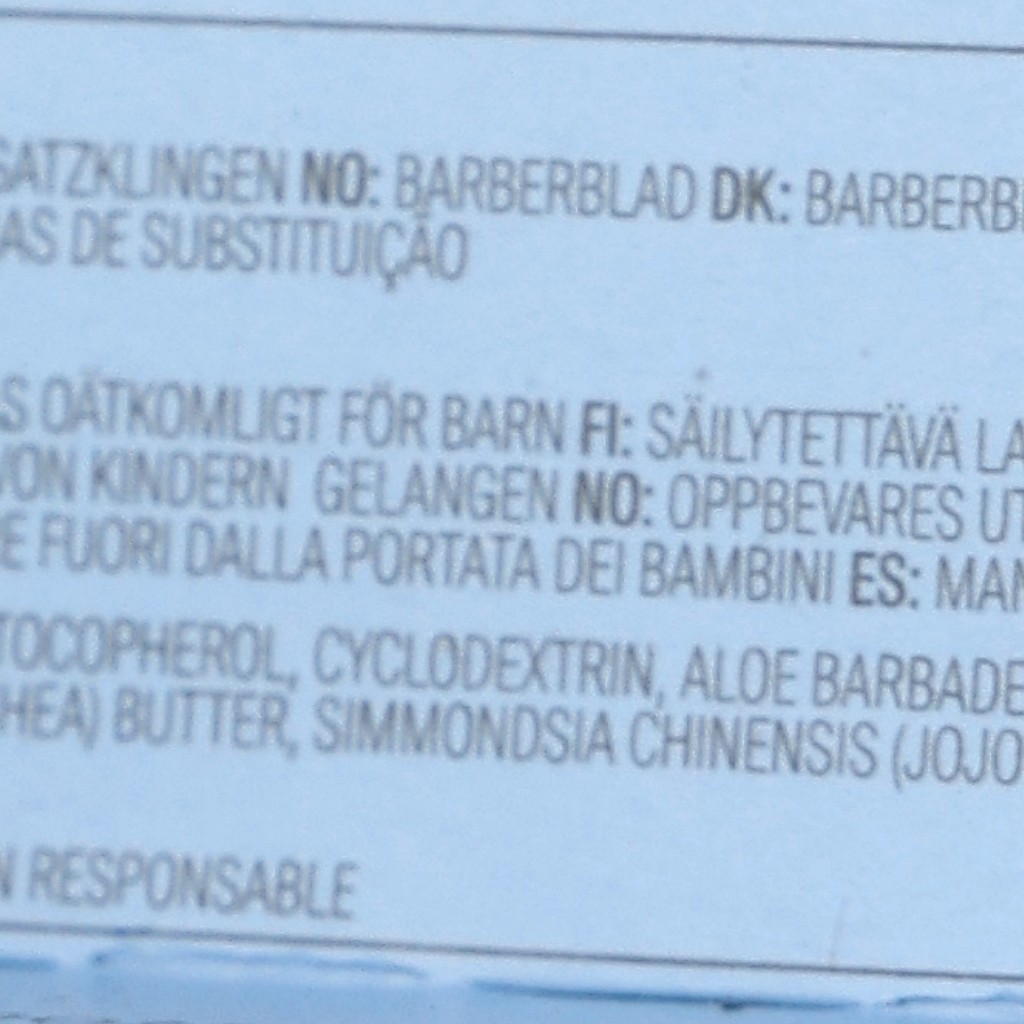 SATZKLINGEN NO: BARBERBLAD DK: BARBERB
AS DE SUBSTITUIÇÃO
S OÄTKOMLIGT FÖR BARN FI: SÄILYTETTÄVÄ LA
VON KINDERN GELANGEN NO: OPPBEVARES UT
E FUORI DALLA PORTATA DEI BAMBINI ES: MAN
TOCOPHEROL, CYCLODEXTRIN, ALOE BARBADE
HEA) BUTTER, SIMMONDSIA CHINENSIS (JOJO
N RESPONSABLE